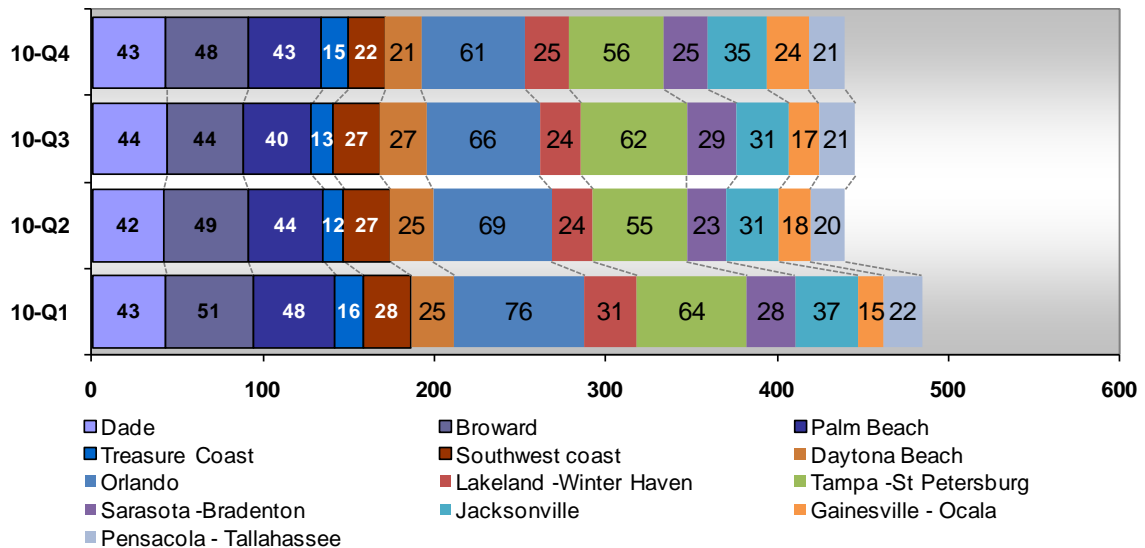 10-Q4 43 48 43 15 22 21 61 25 56 25 35 24 21
10-Q3 44 44 40 13 27 27 66 24 62 29 31 17 21
10-Q2 42 49 44 12 27 25 69 24 55 23 31 18 20
10-Q1 43 51 48 16 28 25 76 31 64 28 37 15 22
0 100 200 300 400 500 600
Dade Broward Palm Beach
Treasure Coast Southwest coast Daytona Beach
Orlando Lakeland -Winter Haven Tampa -St Petersburg
Sarasota -Bradenton Jacksonville Gainesville - Ocala
Pensacola - Tallahassee